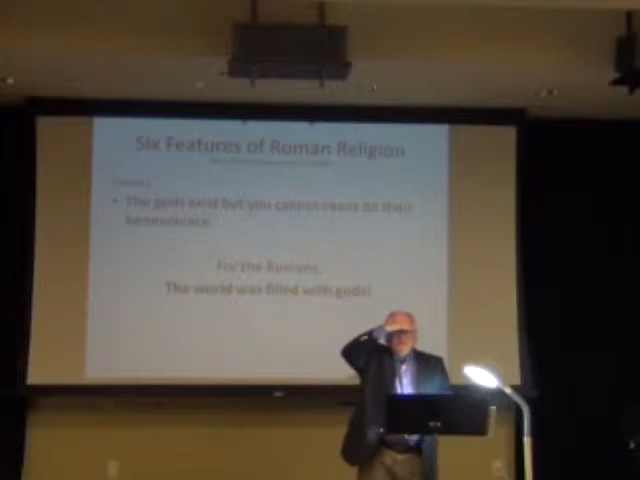 Six Features of Roman Religion
• The gods exist but you cannot count on their
benevolence.
For the Romans,
The world was filled with gods!